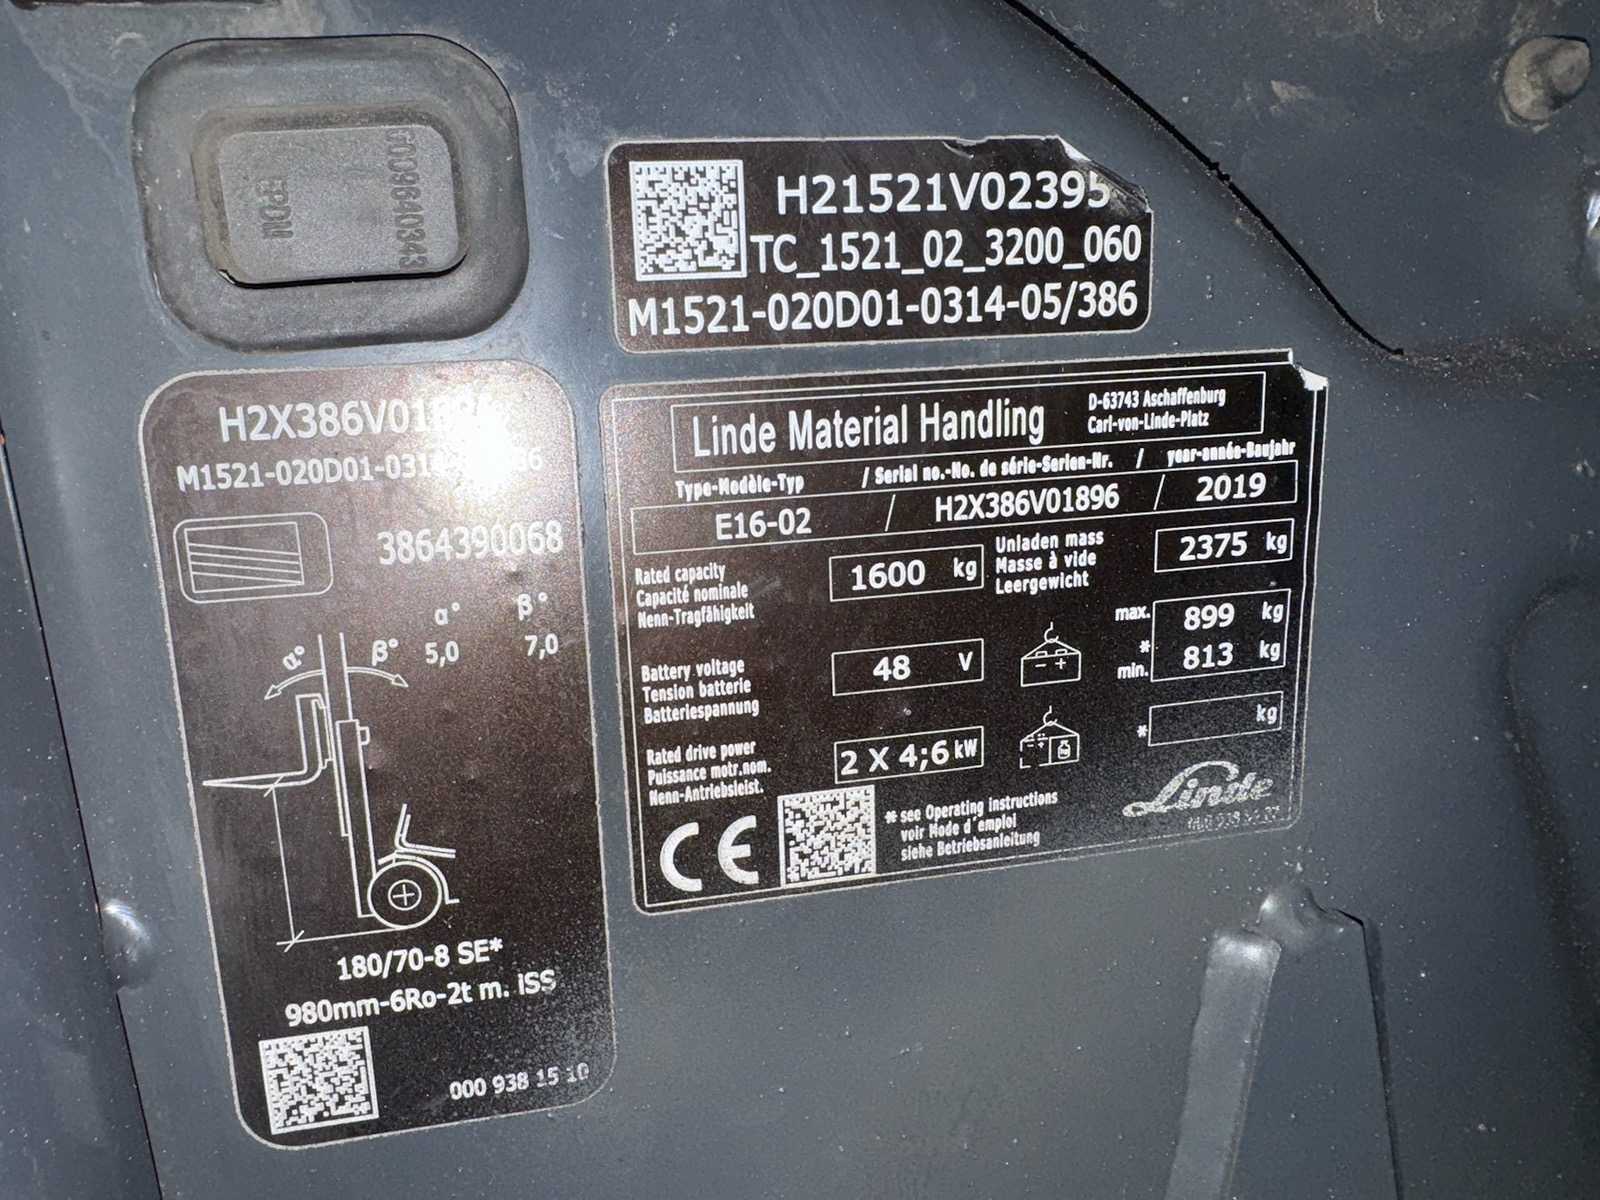 0009840343
EPDM
H21521V02395
TC_1521_02_3200_060
M1521-020D01-0314-05/386
M1521-020D01-
3864390068
α° β°
α° β° 5,0 7,0
180/70-8 SE*
980mm-6Ro-2t m. iSS
000 938 15 10
Linde Material Handling
D-63743 Aschaffenburg
Carl-von-Linde-Platz
Type-Modèle-Typ / Serial no.-No. de série-Serien-Nr. / year-année-Baujahr
E16-02 / H2X386V01896 / 2019
Rated capacity
Capacité nominale
Nenn-Tragfähigkeit
1600 kg
Unladen mass
Masse à vide
Leergewicht
2375 kg
Battery voltage
Tension batterie
Batteriespannung
48 V
- +
max. 899 kg
*
min. 813 kg
Rated drive power
Puissance motr.nom.
Nenn-Antriebsleist.
2 X 4;6 kW
- +
* kg
CE
* see Operating instructions
voir Mode d'emploi
siehe Betriebsanleitung
Linde